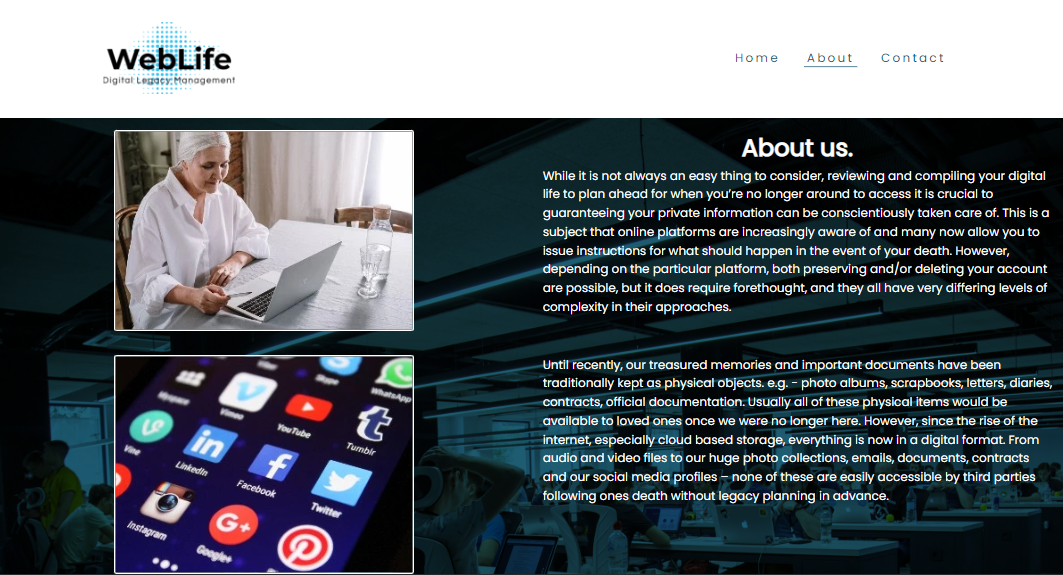 WebLife
Digital Legacy Management
Home About Contact
About us.
While it is not always an easy thing to consider, reviewing and compiling your digital
life to plan ahead for when you're no longer around to access it is crucial to
guaranteeing your private information can be conscientiously taken care of. This is a
subject that online platforms are increasingly aware of and many now allow you to
issue instructions for what should happen in the event of your death. However,
depending on the particular platform, both preserving and/or deleting your account
are possible, but it does require forethought, and they all have very differing levels of
complexity in their approaches.
Skype
WhatsApp
Myspace
Vimeo
YouTube
Tumblr
Vine
LinkedIn
Facebook
Twitter
Instagram
Google+
Until recently, our treasured memories and important documents have been
traditionally kept as physical objects. e.g. - photo albums, scrapbooks, letters, diaries,
contracts, official documentation. Usually all of these physical items would be
available to loved ones once we were no longer here. However, since the rise of the
internet, especially cloud based storage, everything is now in a digital format. From
audio and video files to our huge photo collections, emails, documents, contracts
and our social media profiles – none of these are easily accessible by third parties
following ones death without legacy planning in advance.